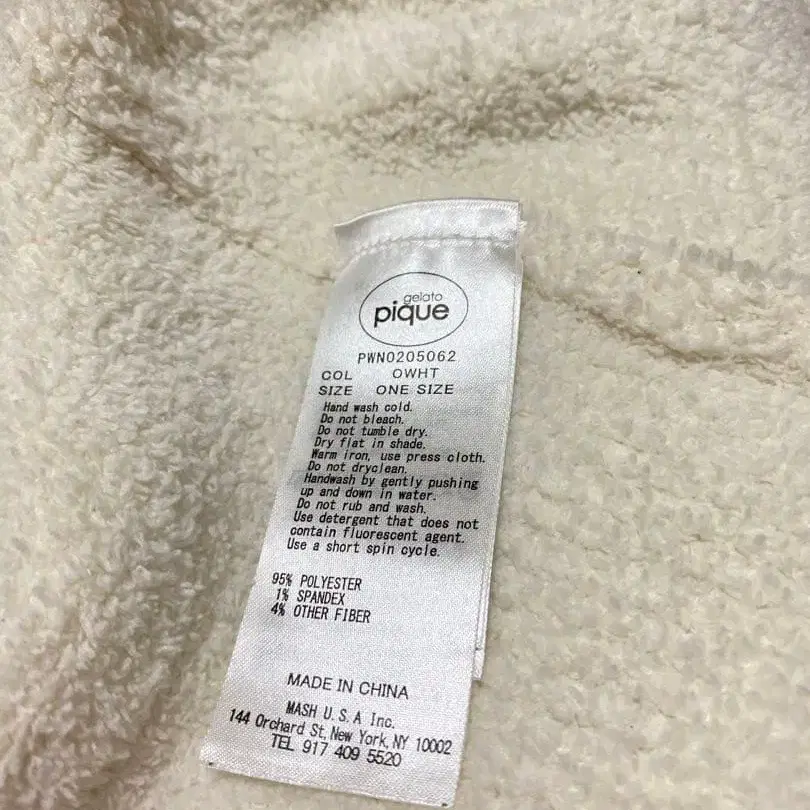 gelato
pique
PWN0205062
COL OWHT
SIZE ONE SIZE
Hand wash cold.
Do not bleach.
Do not tumble dry.
Dry flat in shade.
Warm iron, use press cloth.
Do not dryclean.
Handwash by gently pushing
up and down in water.
Do not rub and wash.
Use detergent that does not
contain fluorescent agent.
Use a short spin cycle.
95% POLYESTER
1% SPANDEX
4% OTHER FIBER
MADE IN CHINA
MASH U.S.A Inc.
144 Orchard St, New York, NY 10002
TEL 917 409 5520